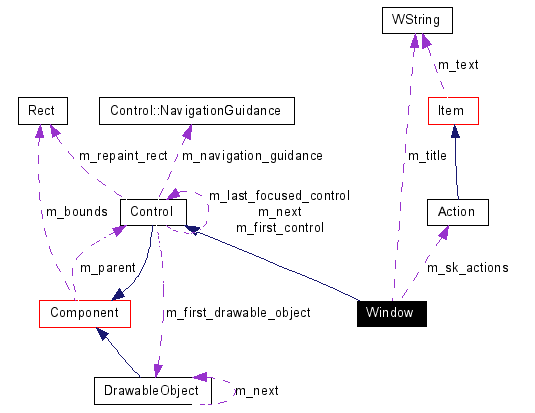 WString
m_text
Rect
Control::NavigationGuidance
Item
m_repaint_rect
m_navigation_guidance
m_title
m_last_focused_control
m_next
m_first_control
m_bounds
Control
Action
m_parent
m_sk_actions
Component
m_first_drawable_object
Window
DrawableObject
m_next